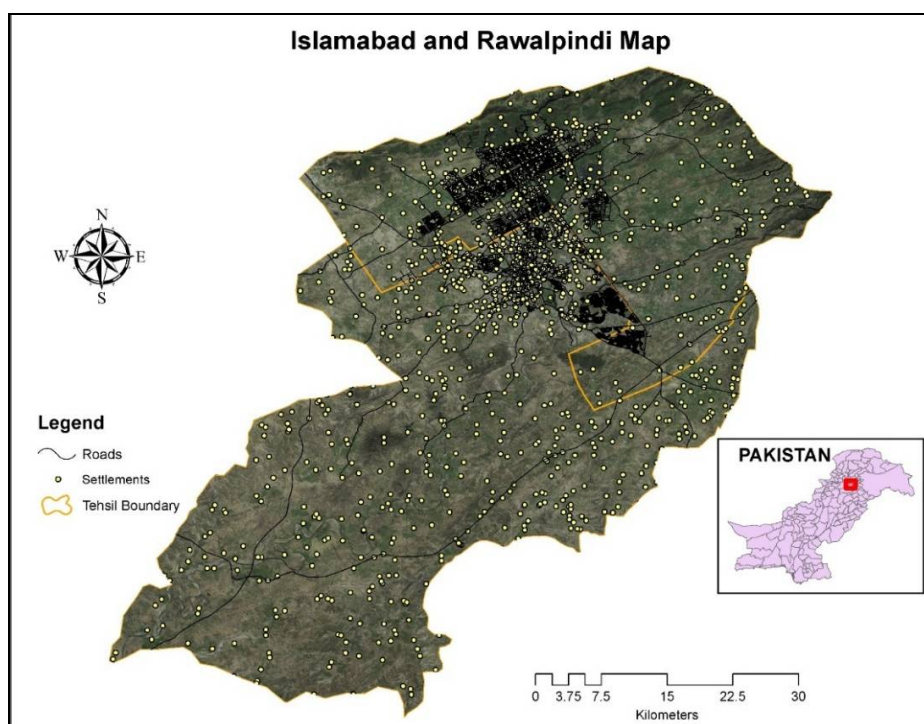 Islamabad and Rawalpindi Map
N
W E
S
Legend
Roads
Settlements
Tehsil Boundary
PAKISTAN
0 3.75 7.5 15 22.5 30
Kilometers